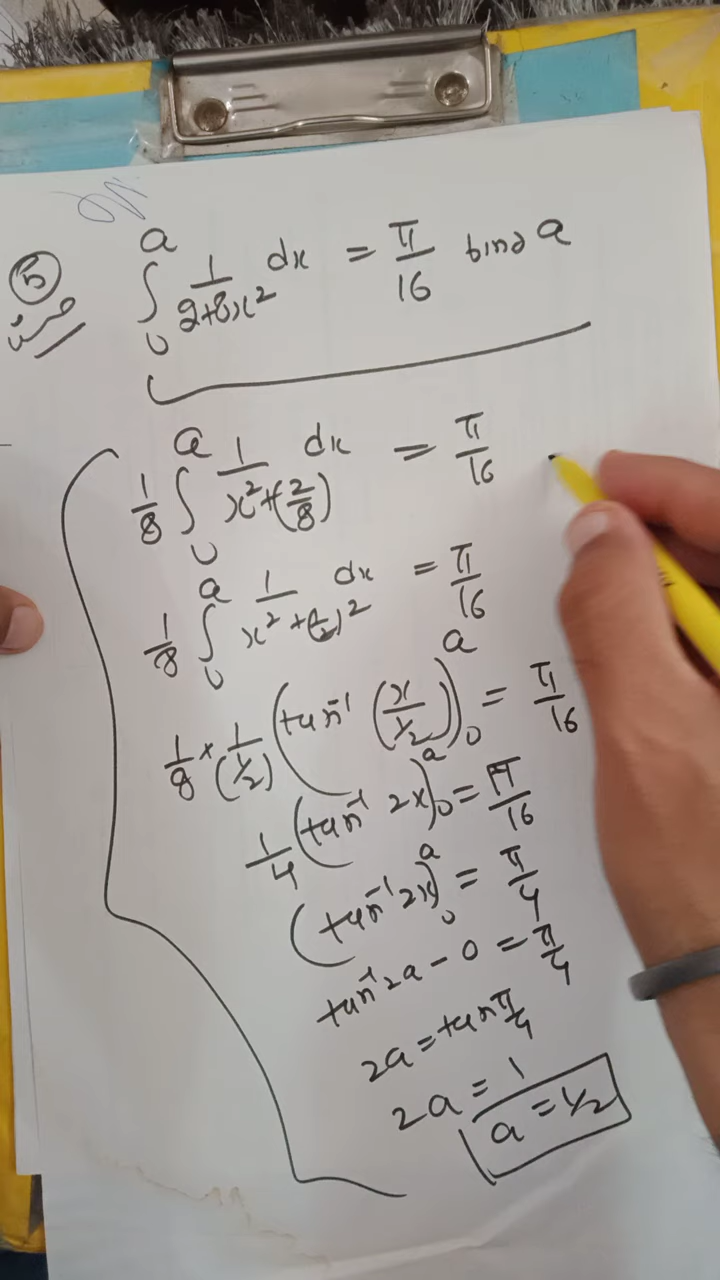 5 ∫₀ᵃ 1/(2+8x²) dx = π/16 find a
1/8 ∫₀ᵃ 1/(x²+(2/8)) dx = π/16
1/8 ∫₀ᵃ 1/(x²+(1/2)²) dx = π/16
1/8 × 1/(1/2) (tan⁻¹ (x/(1/2)))₀ᵃ = π/16
1/4 (tan⁻¹ 2x)₀ᵃ = π/16
(tan⁻¹ 2x)₀ᵃ = π/4
tan⁻¹ 2a - 0 = π/4
2a = tan π/4
2a = 1
a = 1/2